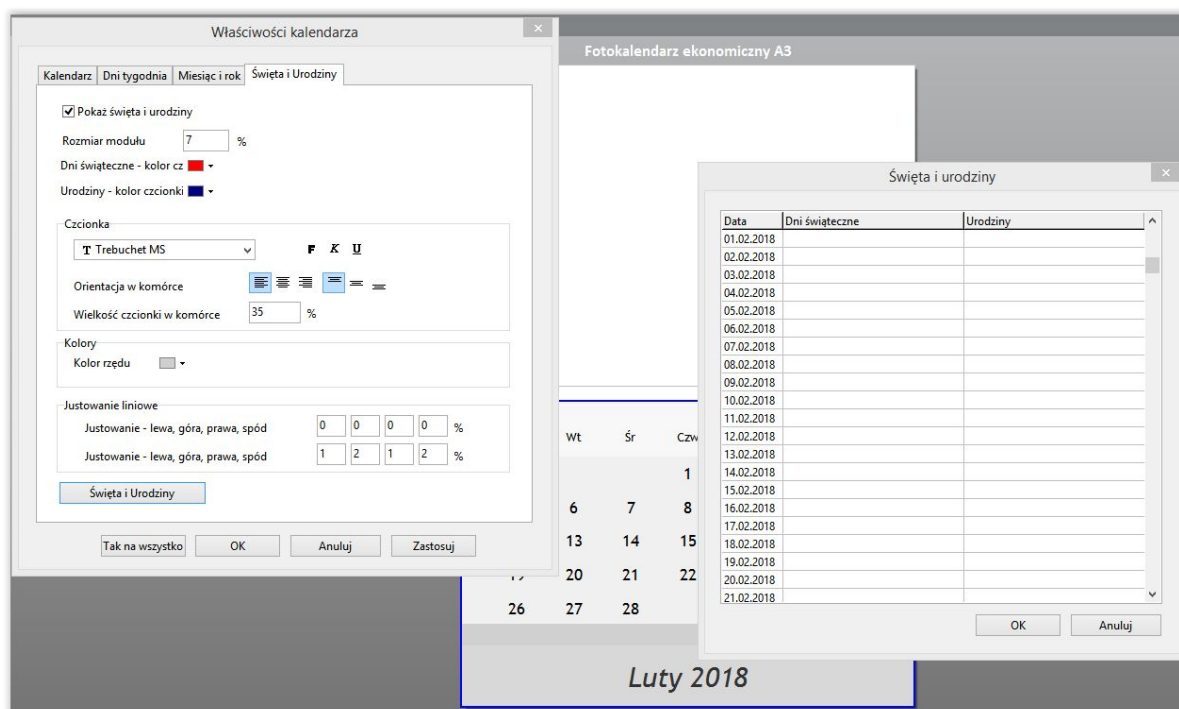 Właściwości kalendarza
Kalendarz Dni tygodnia Miesiąc i rok Święta i Urodziny
Pokaż święta i urodziny
Rozmiar modułu 7 %
Dni świąteczne - kolor cz
Urodziny - kolor czcionki
Czcionka
T Trebuchet MS F K U
Orientacja w komórce
Wielkość czcionki w komórce 35 %
Kolory
Kolor rzędu
Justowanie liniowe
Justowanie - lewa, góra, prawa, spód 0 0 0 0 %
Justowanie - lewa, góra, prawa, spód 1 2 1 2 %
Święta i Urodziny
Tak na wszystko OK Anuluj Zastosuj
Fotokalendarz ekonomiczny A3
Wt Śr Czw
1
6 7 8
13 14 15
19 20 21 22
26 27 28
Luty 2018
Święta i urodziny
Data Dni świąteczne Urodziny
01.02.2018
02.02.2018
03.02.2018
04.02.2018
05.02.2018
06.02.2018
07.02.2018
08.02.2018
09.02.2018
10.02.2018
11.02.2018
12.02.2018
13.02.2018
14.02.2018
15.02.2018
16.02.2018
17.02.2018
18.02.2018
19.02.2018
20.02.2018
21.02.2018
OK Anuluj